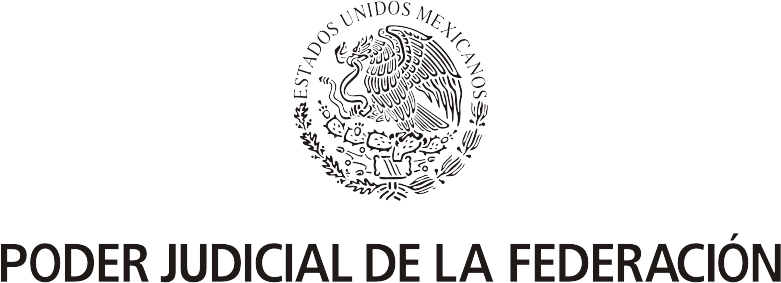 ESTADOS UNIDOS MEXICANOS
PODER JUDICIAL DE LA FEDERACIÓN